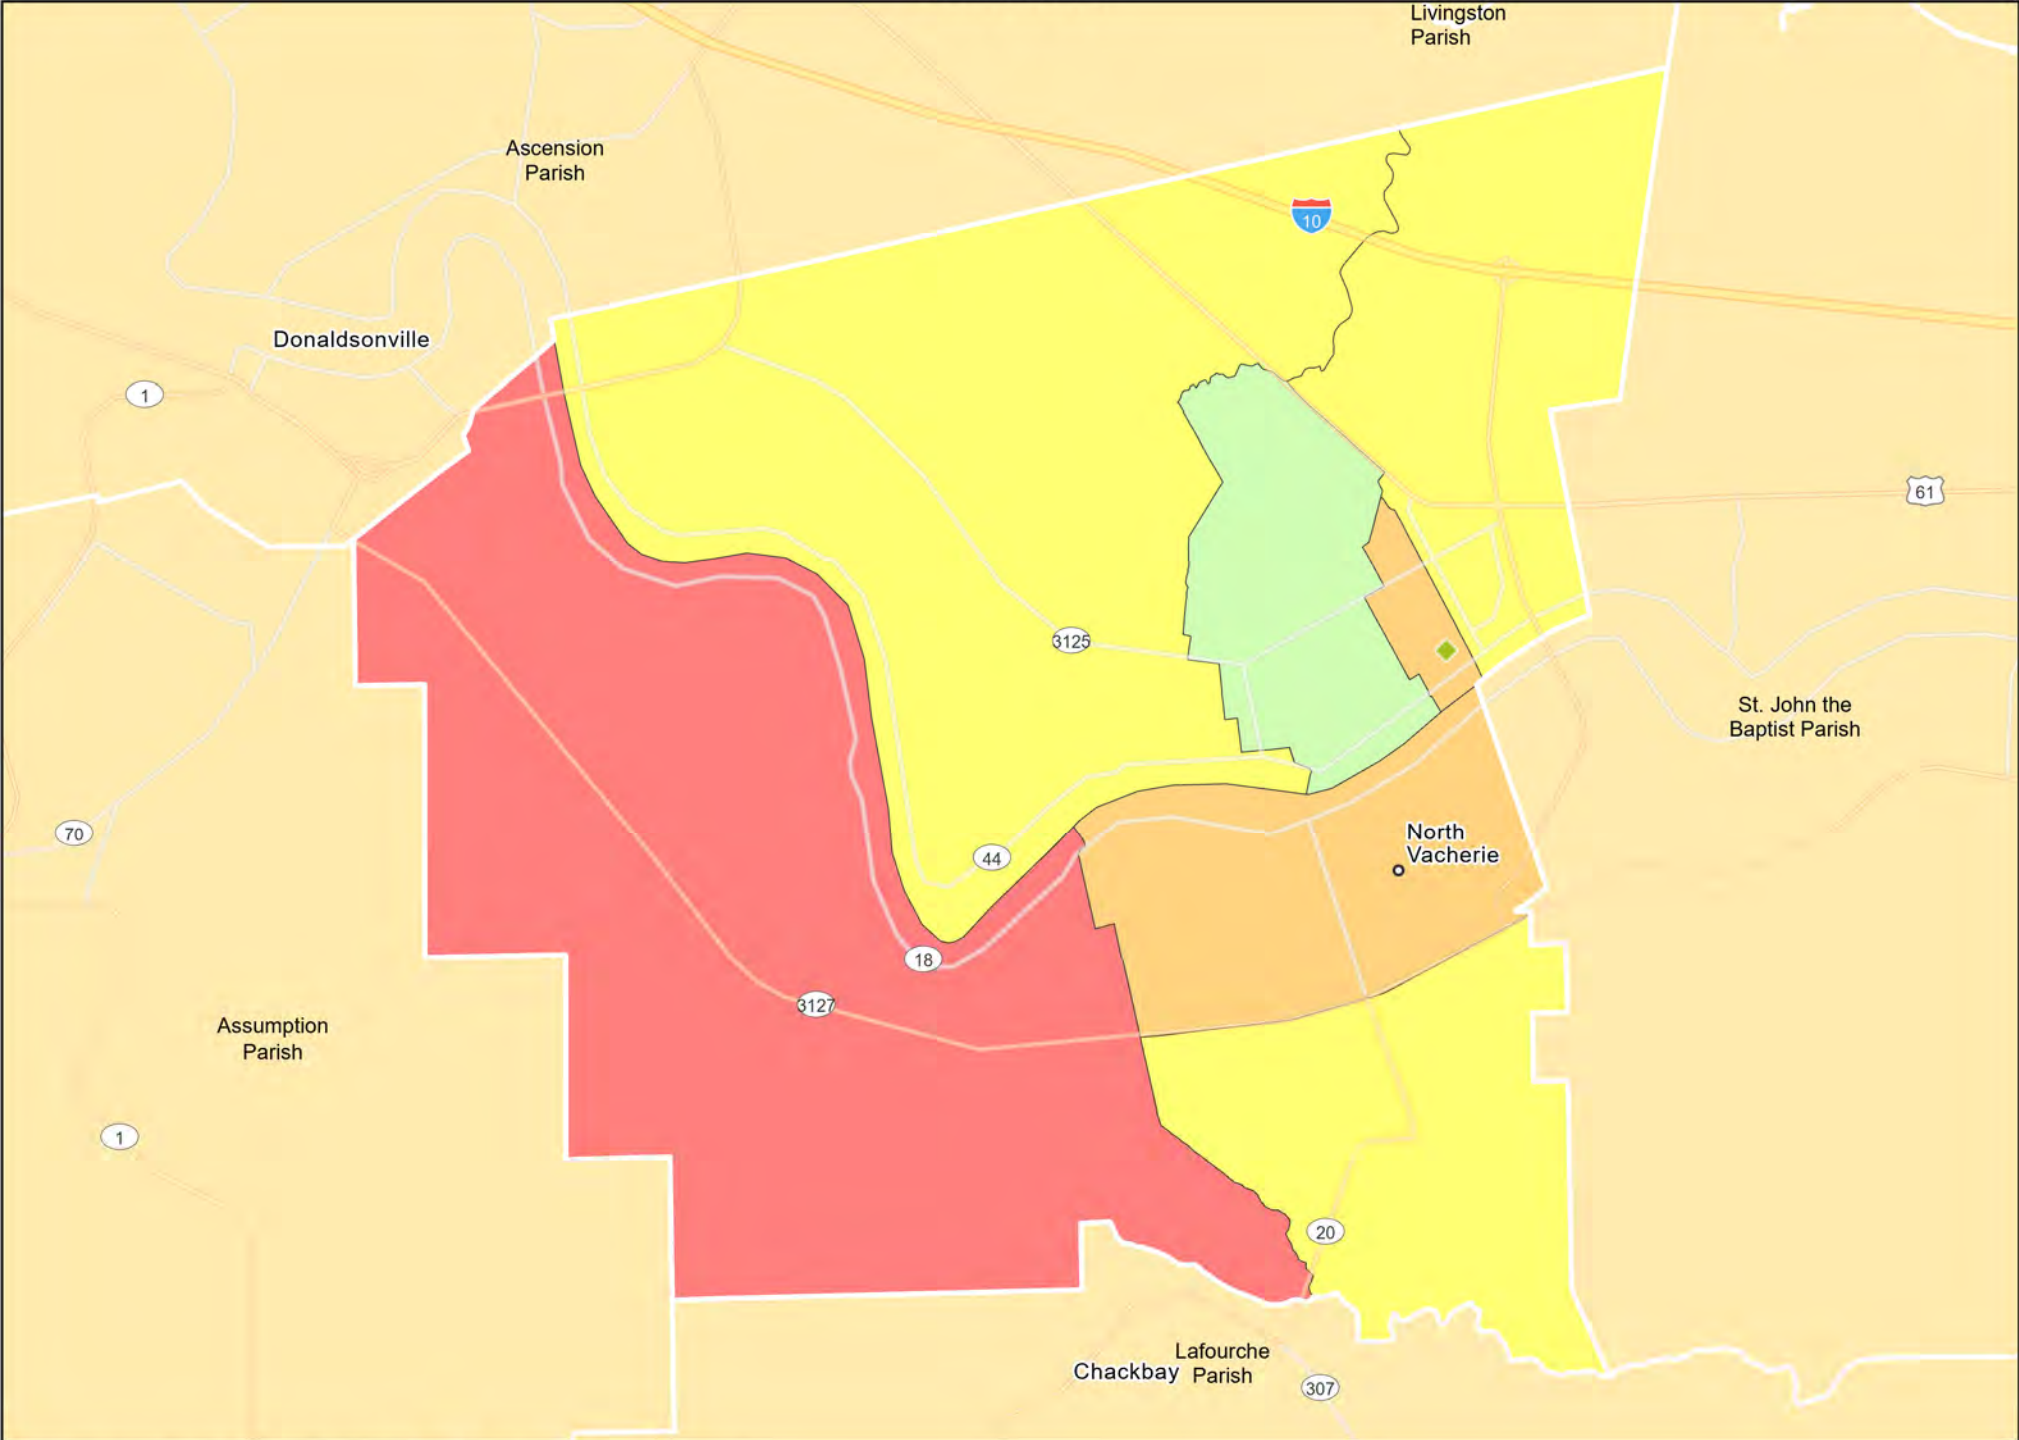 Livingston
Parish
Ascension
Parish
10
Donaldsonville
1
61
3125
St. John the
Baptist Parish
70
North
Vacherie
44
18
3127
Assumption
Parish
1
20
Lafourche
Parish
Chackbay
307